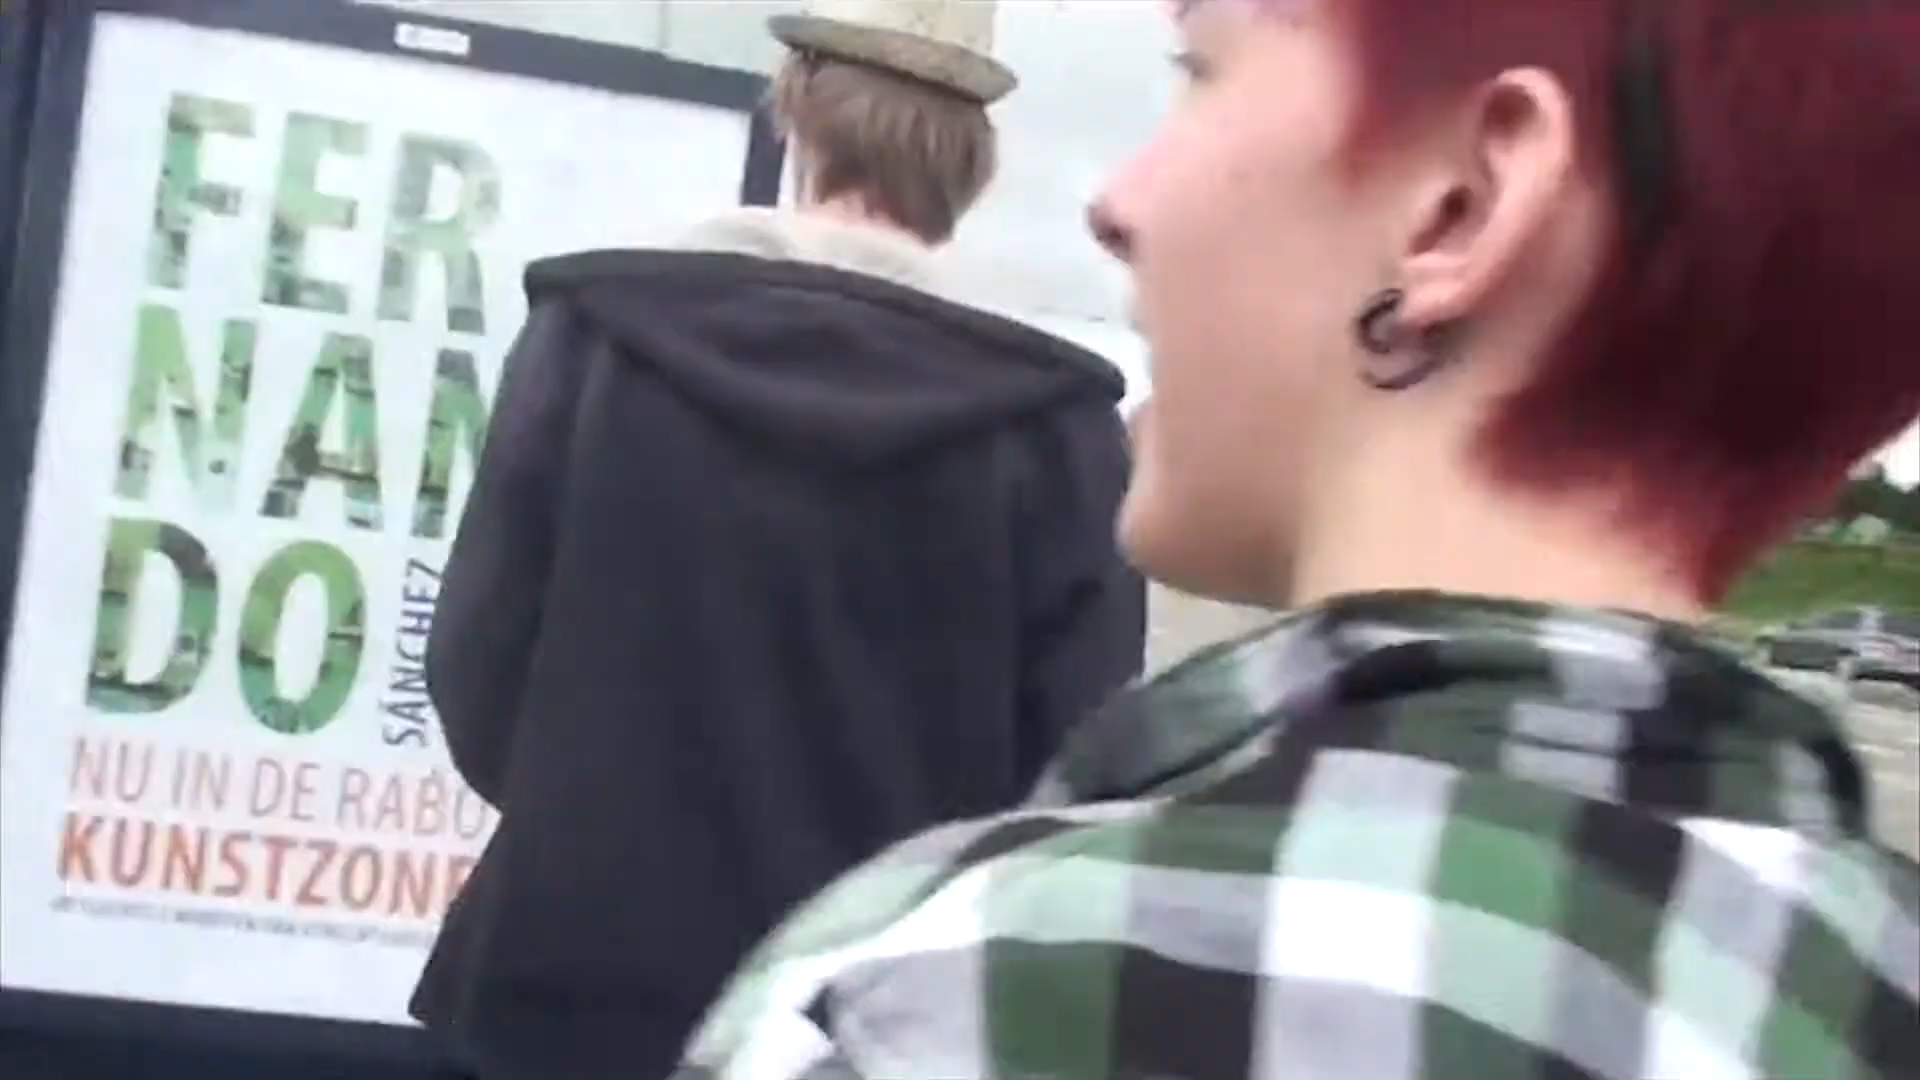 FER
NAN
DO
SÁNCHEZ
NU IN DE RABO
KUNSTZONE